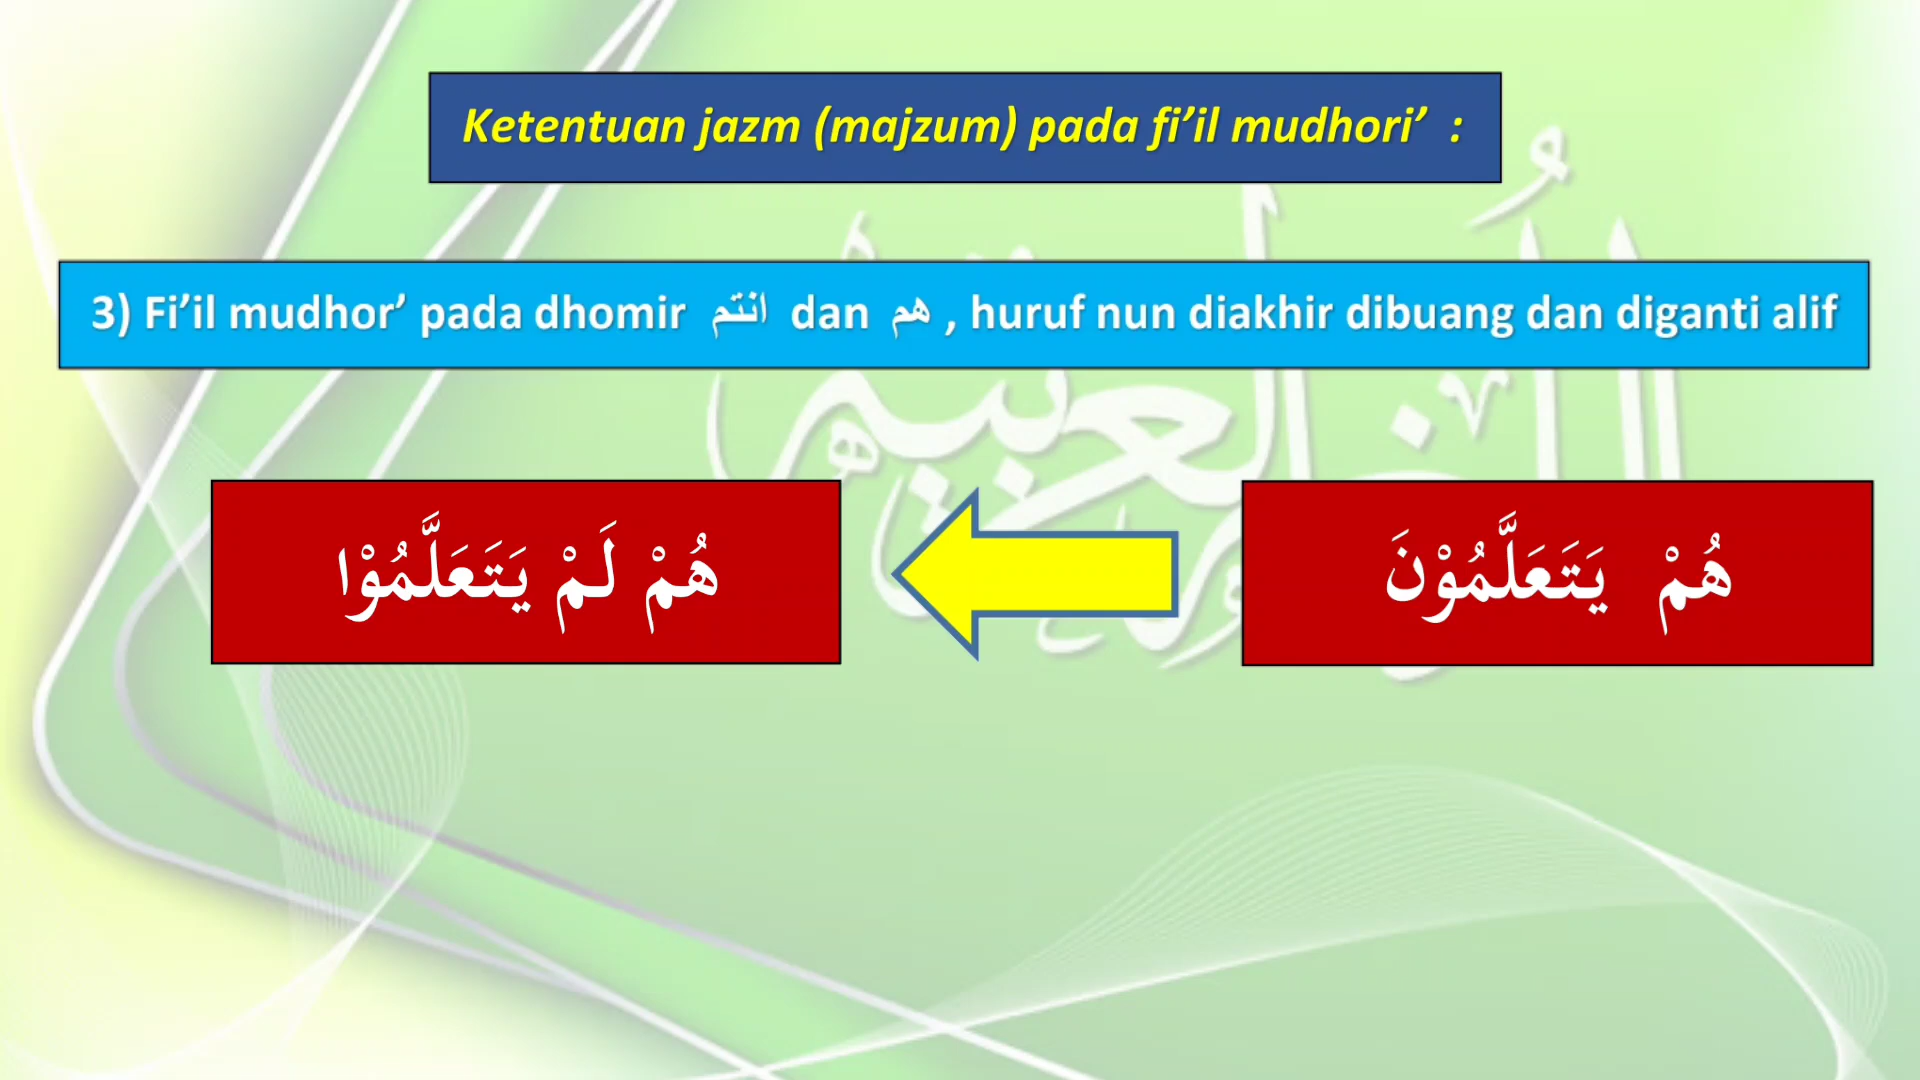 Ketentuan jazm (majzum) pada fi’il mudhori’ :
3) Fi’il mudhor’ pada dhomir انتم dan هم , huruf nun diakhir dibuang dan diganti alif
هُمْ يَتَعَلَّمُوْنَ
هُمْ لَمْ يَتَعَلَّمُوْا